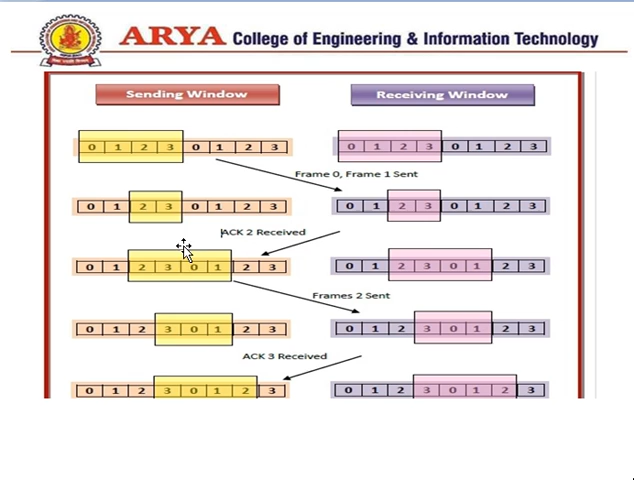 ARYA College of Engineering & Information Technology
Sending Window Receiving Window
0 1 2 3 0 1 2 3 0 1 2 3 0 1 2 3
Frame 0, Frame 1 Sent
0 1 2 3 0 1 2 3 0 1 2 3 0 1 2 3
ACK 2 Received
0 1 2 3 0 1 2 3 0 1 2 3 0 1 2 3
Frames 2 Sent
0 1 2 3 0 1 2 3 0 1 2 3 0 1 2 3
ACK 3 Received
0 1 2 3 0 1 2 3 0 1 2 3 0 1 2 3